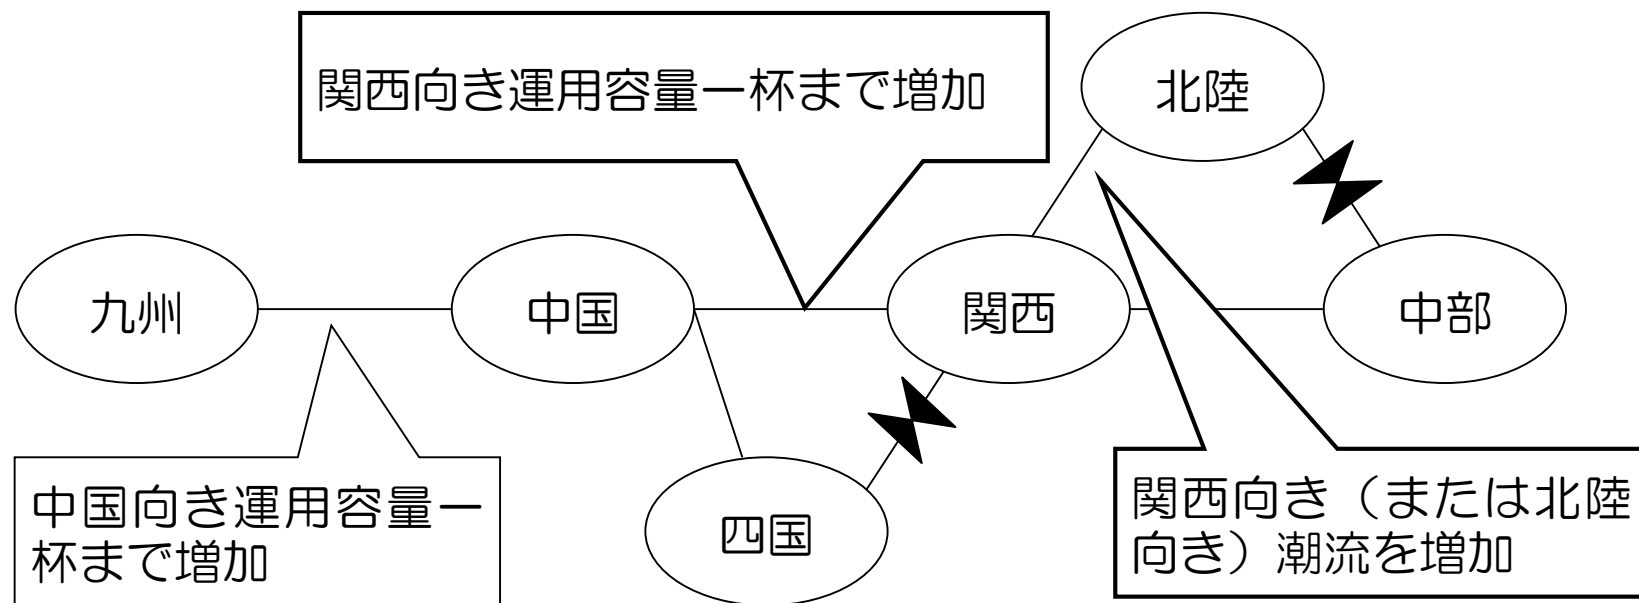 関西向き運用容量一杯まで増加
北陸
九州
中国
関西
中部
中国向き運用容量一
杯まで増加
四国
関西向き（または北陸
向き）潮流を増加